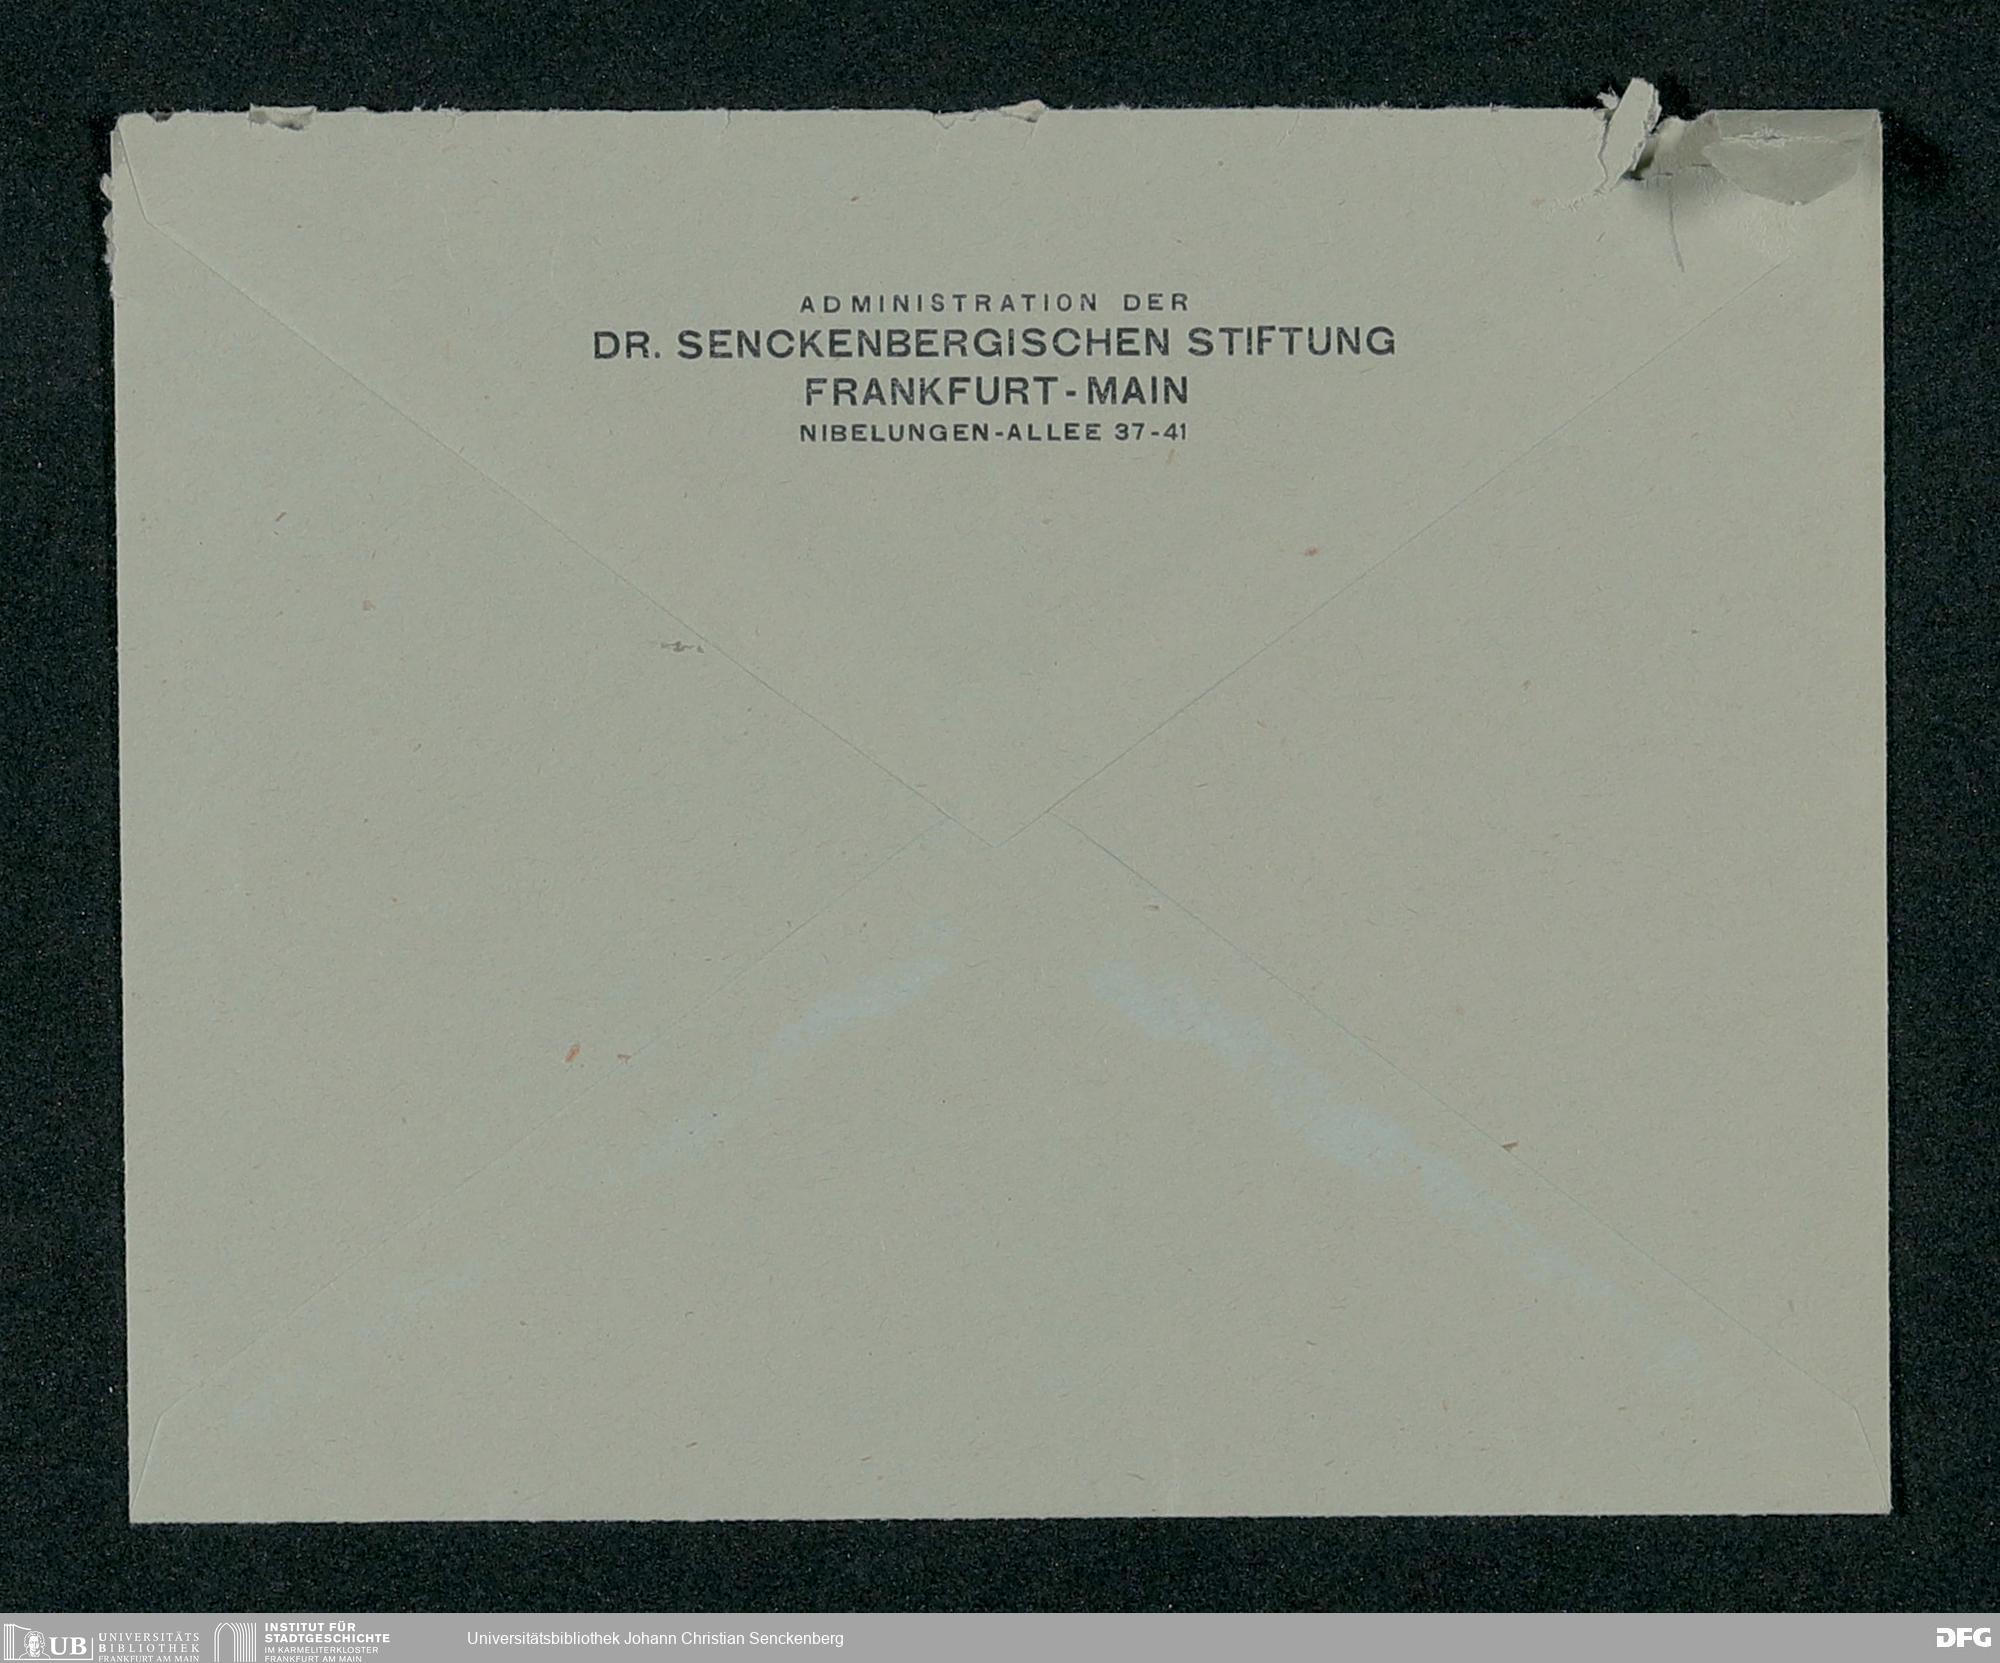 ADMINISTRATION DER
DR. SENCKENBERGISCHEN STIFTUNG
FRANKFURT-MAIN
NIBELUNGEN-ALLEE 37-41
UB
UNIVERSITÄTS
BIBLIOTHEK
FRANKFURT AM MAIN
INSTITUT FÜR
STADTGESCHICHTE
IM KARMELITERKLOSTER
FRANKFURT AM MAIN
Universitätsbibliothek Johann Christian Senckenberg
DFG